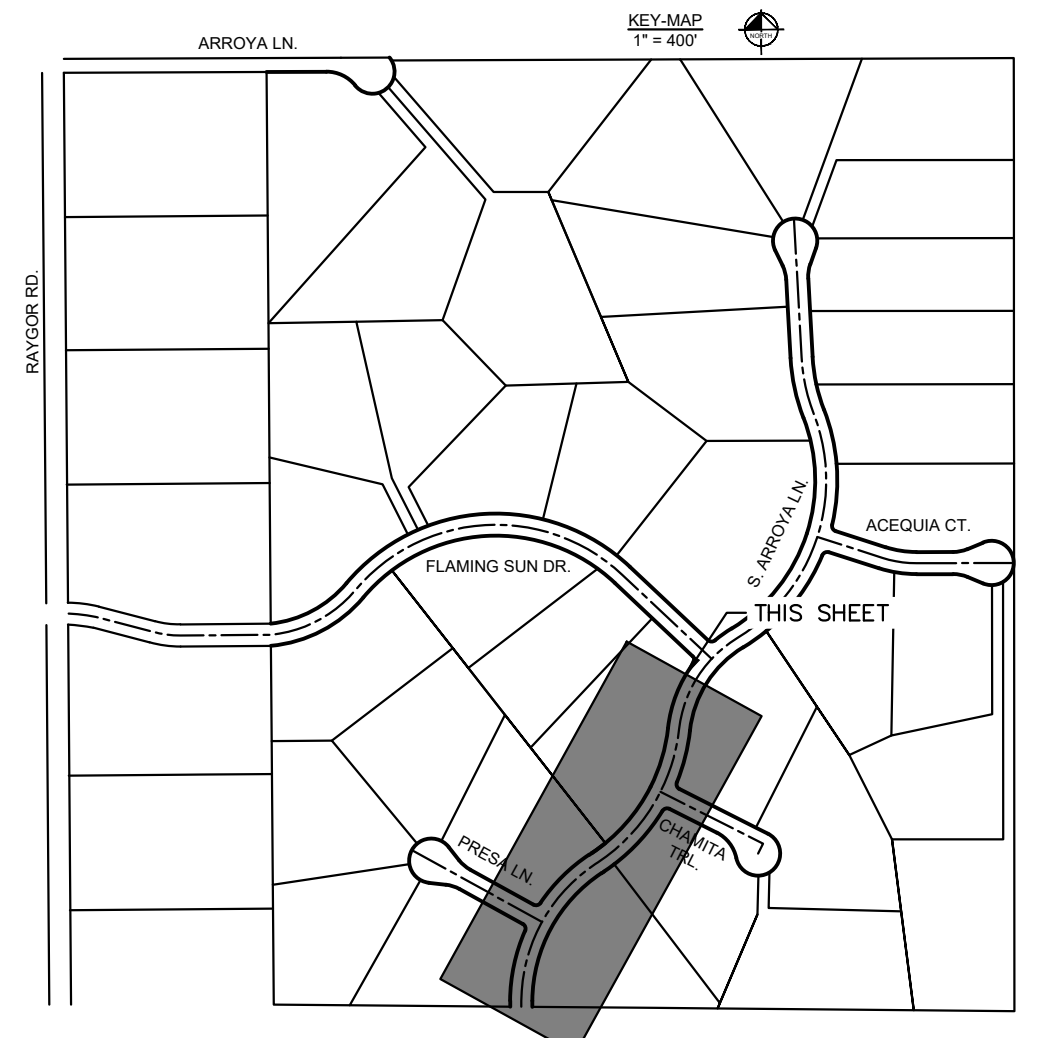 KEY-MAP
1" = 400'
NORTH
ARROYA LN.
RAYGOR RD.
S. ARROYA LN.
ACEQUIA CT.
FLAMING SUN DR.
THIS SHEET
CHAMITA
TRL.
PRESA LN.